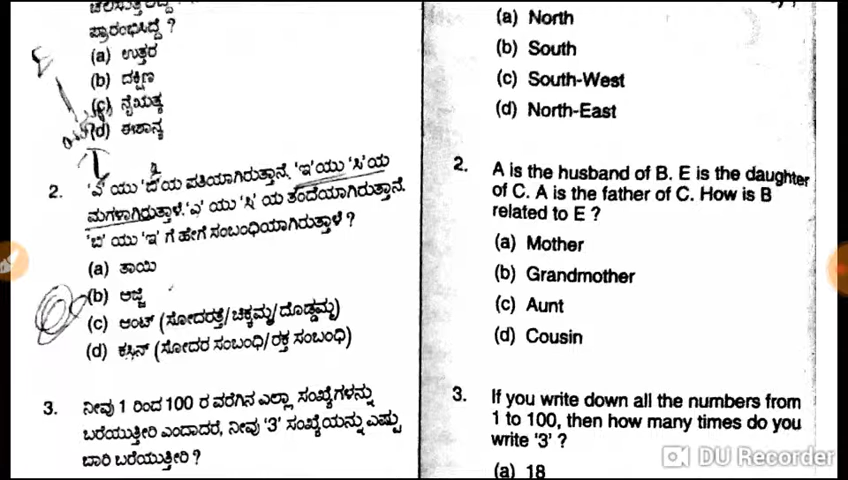 ಪ್ರಾರಂಭಿಸಿದ್ದೆ ?
(a) ಉತ್ತರ
(b) ದಕ್ಷಿಣ
(c) ನೈಋತ್ಯ
(d) ಈಶಾನ್ಯ
2. 'ಎ' ಯು 'ಬಿ'ಯ ಪತಿಯಾಗಿರುತ್ತಾನೆ. 'ಇ'ಯು 'ಸಿ'ಯ
ಮಗಳಾಗಿರುತ್ತಾಳೆ. 'ಎ' ಯು 'ಸಿ' ಯ ತಂದೆಯಾಗಿರುತ್ತಾನೆ.
'ಬಿ' ಯು 'ಇ' ಗೆ ಹೇಗೆ ಸಂಬಂಧಿಯಾಗಿರುತ್ತಾಳೆ ?
(a) ತಾಯಿ
(b) ಅಜ್ಜಿ
(c) ಆಂಟ್ (ಸೋದರತ್ತೆ/ಚಿಕ್ಕಮ್ಮ/ದೊಡ್ಡಮ್ಮ)
(d) ಕಸಿನ್ (ಸೋದರ ಸಂಬಂಧಿ/ರಕ್ತ ಸಂಬಂಧಿ)
3. ನೀವು 1 ರಿಂದ 100 ರ ವರೆಗಿನ ಎಲ್ಲಾ ಸಂಖ್ಯೆಗಳನ್ನು
ಬರೆಯುತ್ತೀರಿ ಎಂದಾದರೆ, ನೀವು '3' ಸಂಖ್ಯೆಯನ್ನು ಎಷ್ಟು
ಬಾರಿ ಬರೆಯುತ್ತೀರಿ ?
(a) North
(b) South
(c) South-West
(d) North-East
2. A is the husband of B. E is the daughter
of C. A is the father of C. How is B
related to E ?
(a) Mother
(b) Grandmother
(c) Aunt
(d) Cousin
3. If you write down all the numbers from
1 to 100, then how many times do you
write '3' ?
(a) 18
DU Recorder